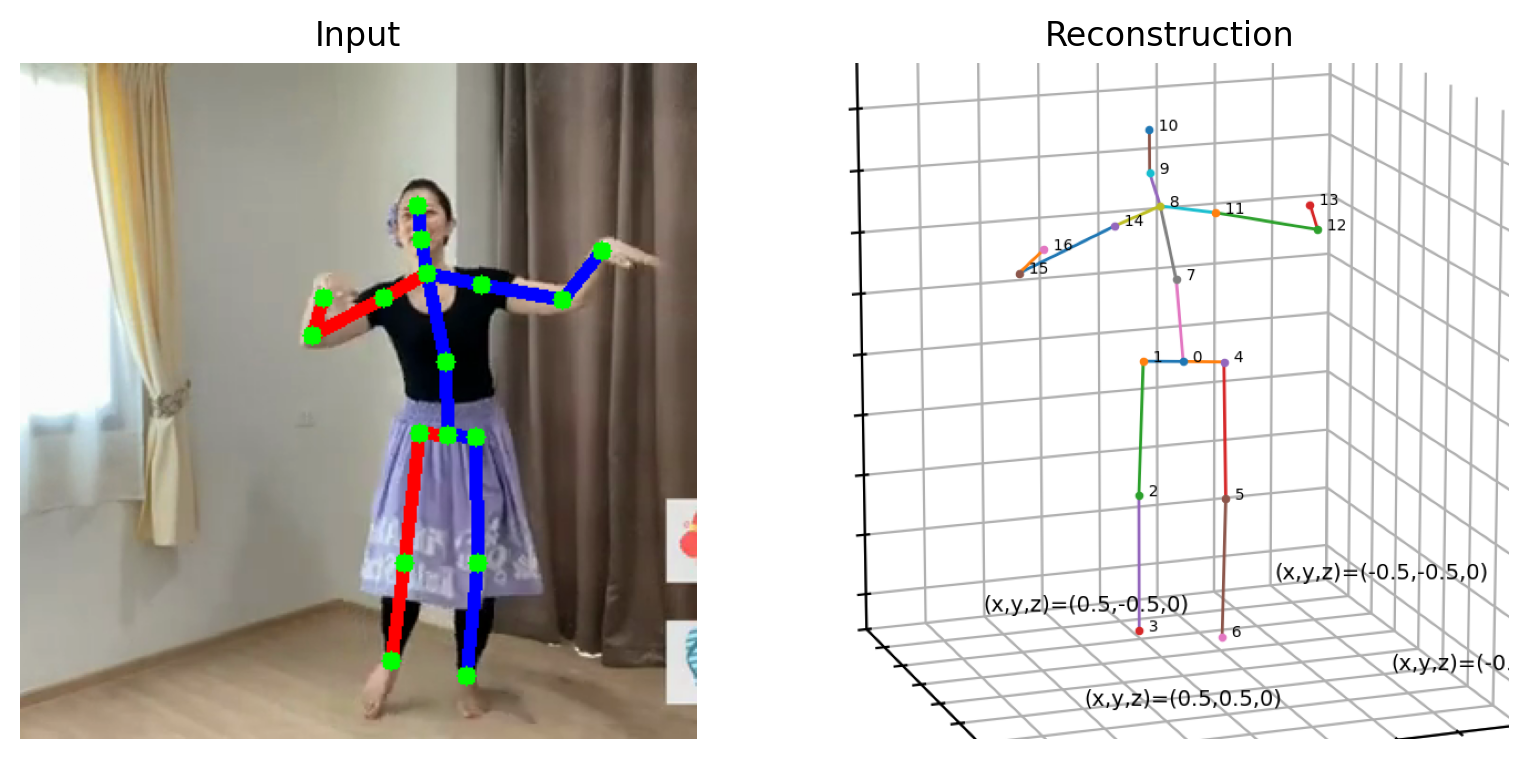 Input
Reconstruction
10
9
8
11
13
12
14
16
15
7
1
0
4
2
5
3
6
(x,y,z)=(-0.5,-0.5,0)
(x,y,z)=(0.5,-0.5,0)
(x,y,z)=(-0.
(x,y,z)=(0.5,0.5,0)